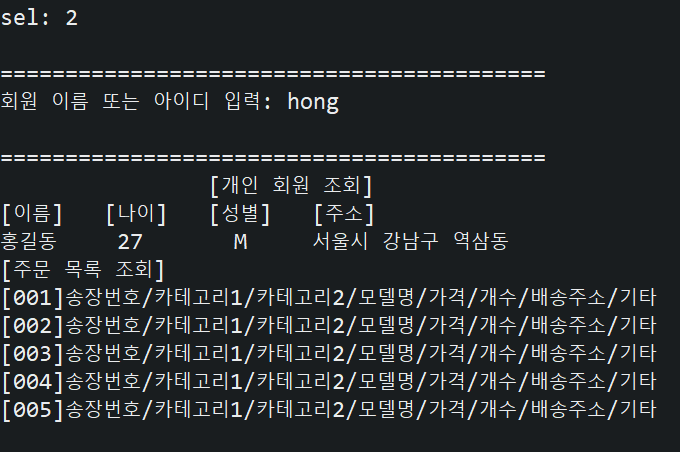 sel: 2
==========================================
회원 이름 또는 아이디 입력: hong
==========================================
[개인 회원 조회]
[이름] [나이] [성별] [주소]
홍길동 27 M 서울시 강남구 역삼동
[주문 목록 조회]
[001]송장번호/카테고리1/카테고리2/모델명/가격/개수/배송주소/기타
[002]송장번호/카테고리1/카테고리2/모델명/가격/개수/배송주소/기타
[003]송장번호/카테고리1/카테고리2/모델명/가격/개수/배송주소/기타
[004]송장번호/카테고리1/카테고리2/모델명/가격/개수/배송주소/기타
[005]송장번호/카테고리1/카테고리2/모델명/가격/개수/배송주소/기타